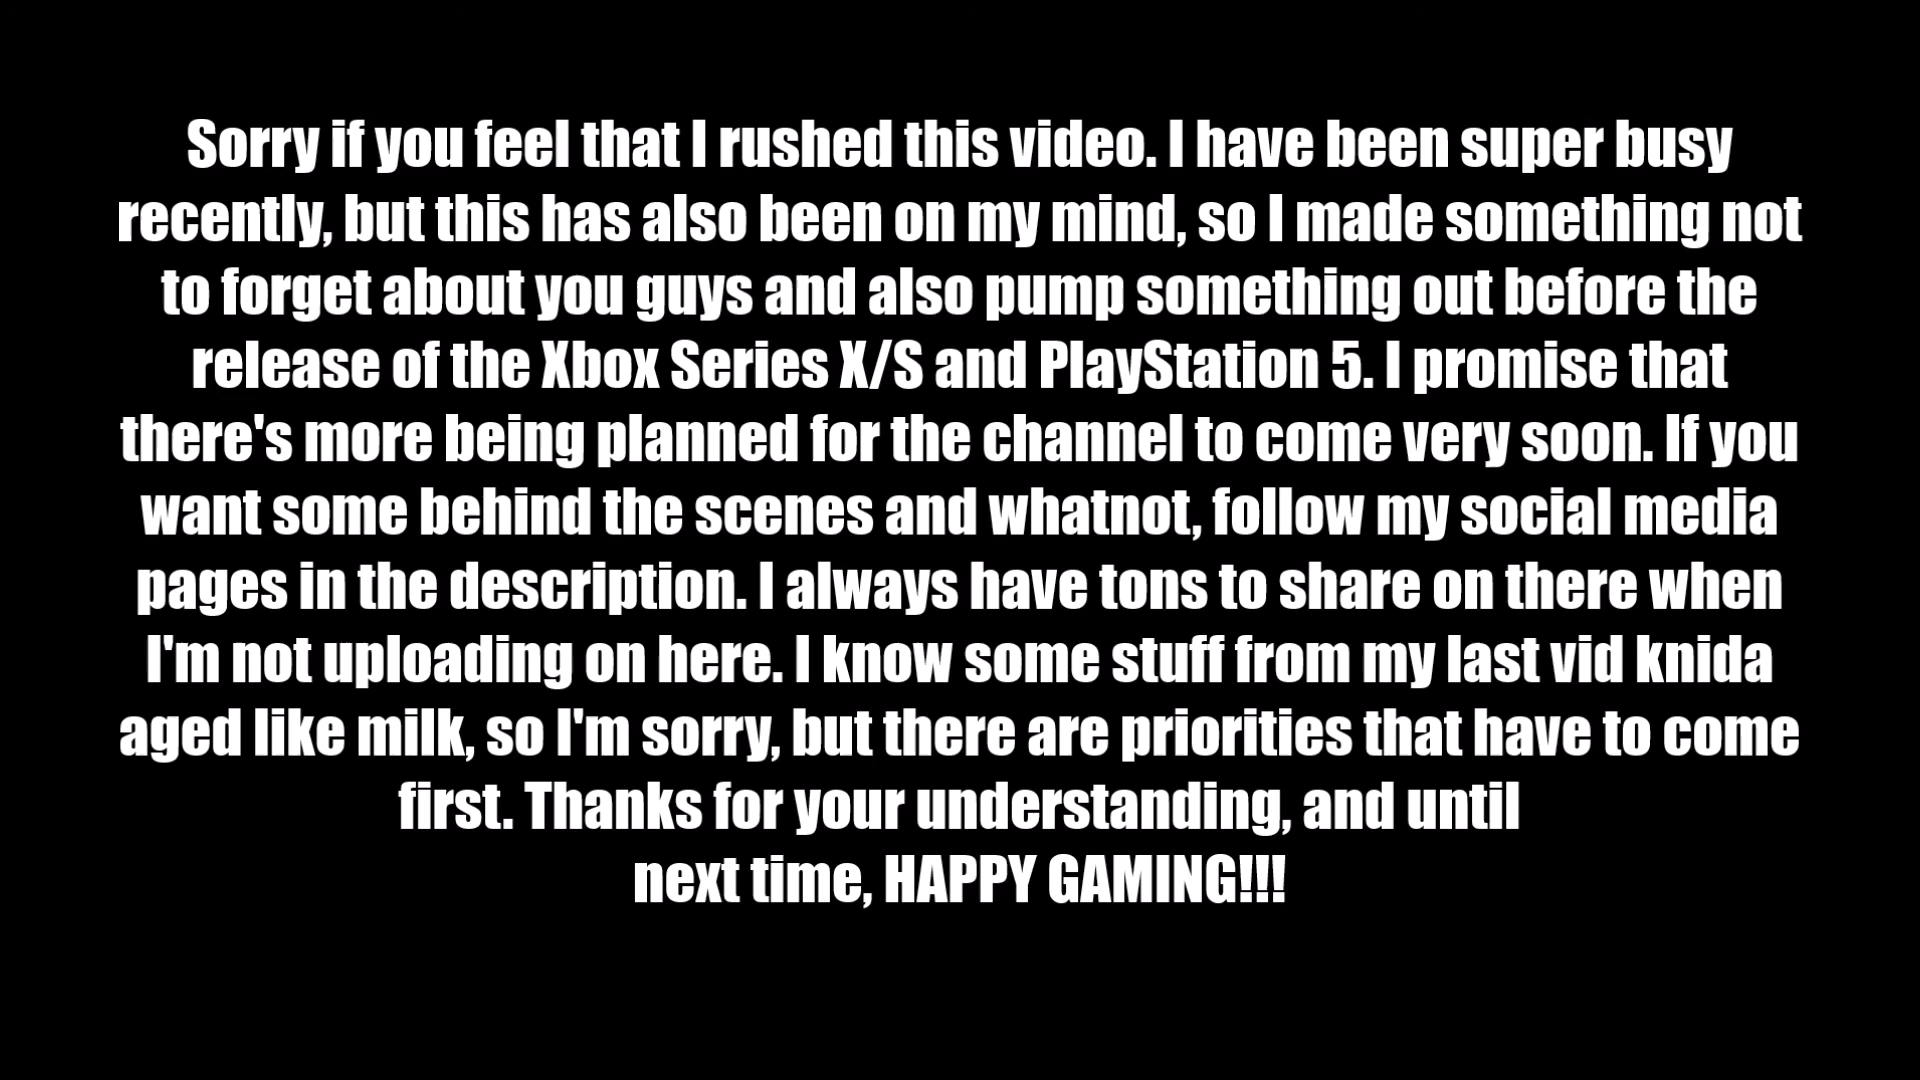 Sorry if you feel that I rushed this video. I have been super busy
recently, but this has also been on my mind, so I made something not
to forget about you guys and also pump something out before the
release of the Xbox Series X/S and PlayStation 5. I promise that
there's more being planned for the channel to come very soon. If you
want some behind the scenes and whatnot, follow my social media
pages in the description. I always have tons to share on there when
I'm not uploading on here. I know some stuff from my last vid knida
aged like milk, so I'm sorry, but there are priorities that have to come
first. Thanks for your understanding, and until
next time, HAPPY GAMING!!!